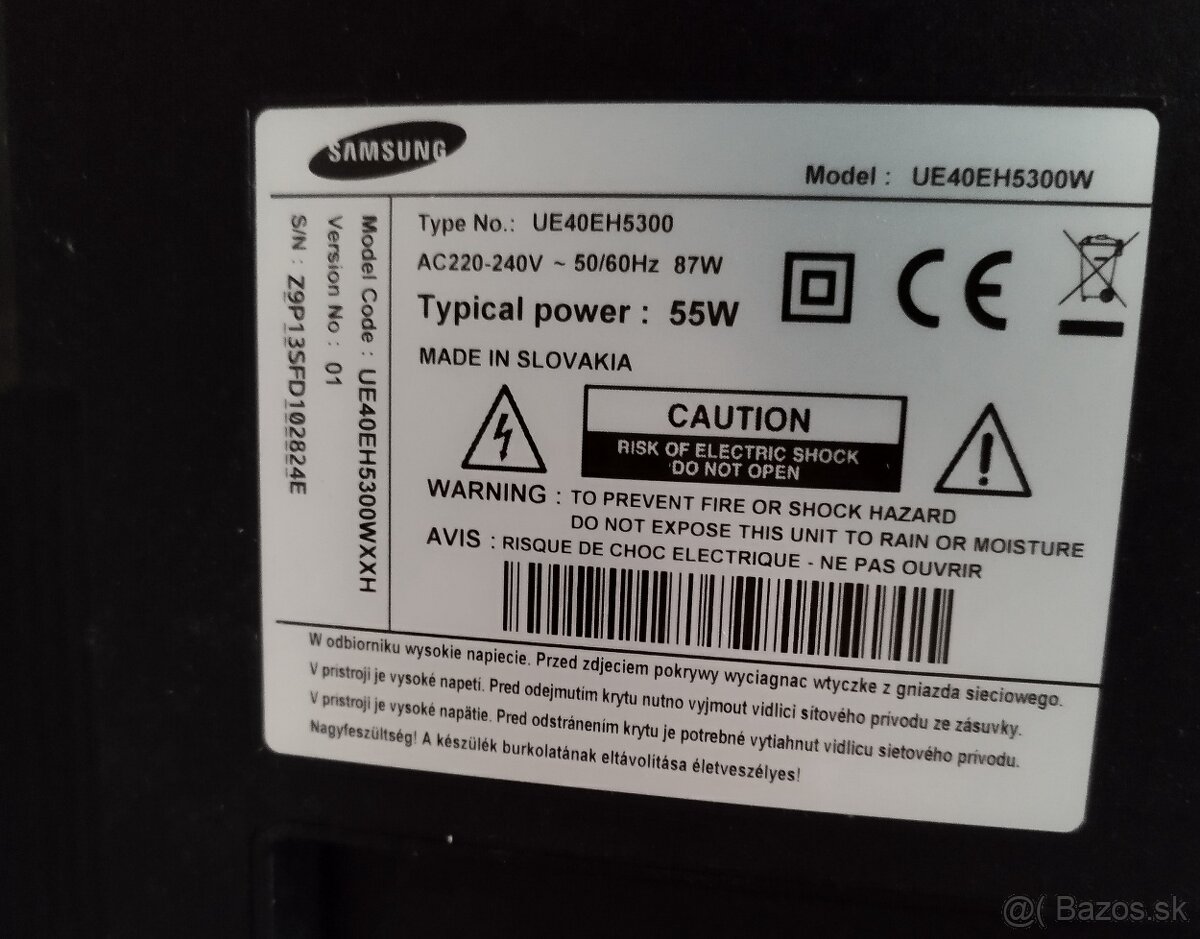 SAMSUNG
Model : UE40EH5300W
Model Code : UE40EH5300WXXH
Version No : 01
S/N : Z9P13SFD102824E
Type No.: UE40EH5300
AC220-240V ~ 50/60Hz 87W
Typical power : 55W
MADE IN SLOVAKIA
CE
CAUTION
RISK OF ELECTRIC SHOCK
DO NOT OPEN
WARNING : TO PREVENT FIRE OR SHOCK HAZARD
DO NOT EXPOSE THIS UNIT TO RAIN OR MOISTURE
AVIS : RISQUE DE CHOC ELECTRIQUE - NE PAS OUVRIR
W odbiorniku wysokie napiecie. Przed zdjeciem pokrywy wyciagnac wtyczke z gniazda sieciowego.
V pristroji je vysoké napeti. Pred odejmutim krytu nutno vyjmout vidlici sítového prívodu ze zásuvky.
V pristroji je vysoké napätie. Pred odstránením krytu je potrebné vytiahnut vidlicu sietového prívodu.
Nagyfeszültség! A készülék burkolatának eltávolítása életveszélyes!
@( Bazos.sk